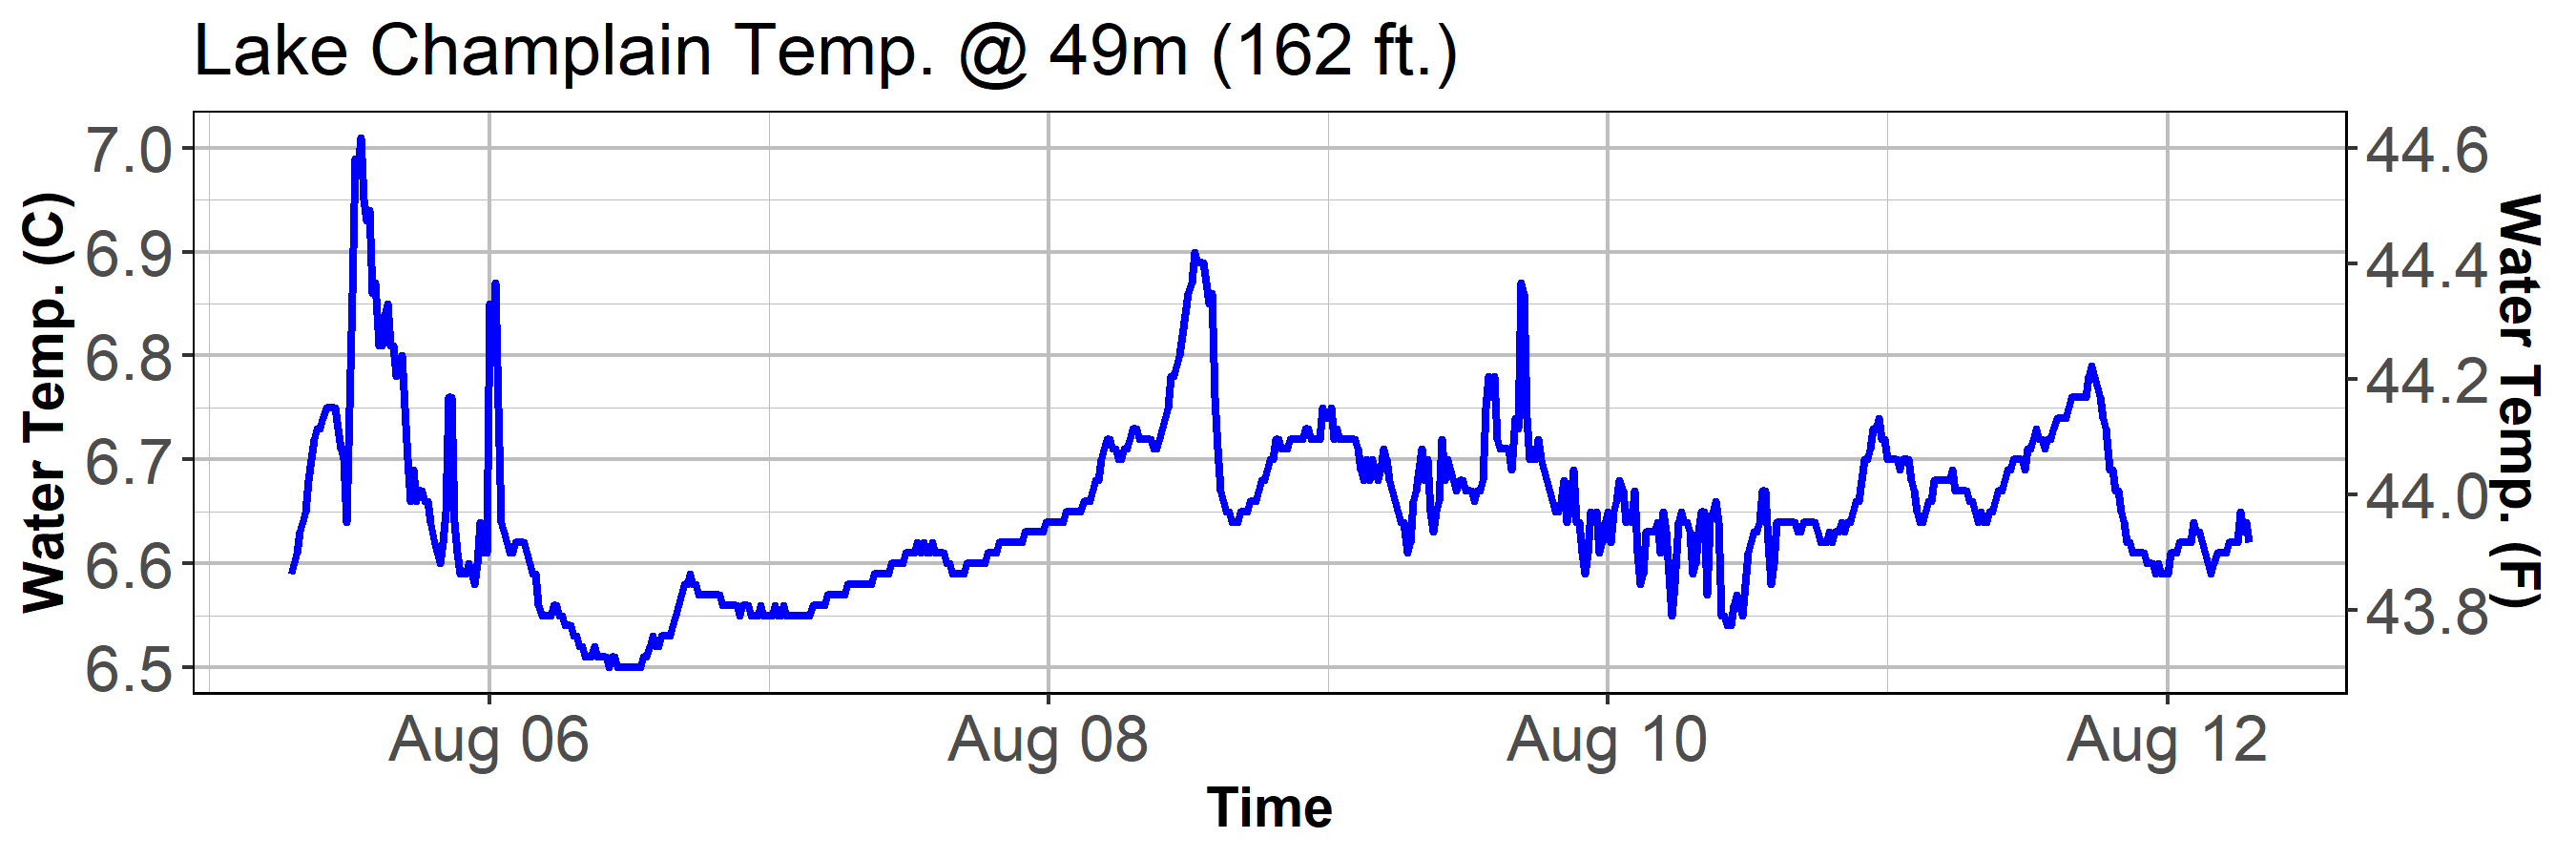 Lake Champlain Temp. @ 49m (162 ft.)
Water Temp. (C)
7.0
6.9
6.8
6.7
6.6
6.5
44.6
44.4
44.2
44.0
43.8
Water Temp. (F)
Aug 06 Aug 08 Aug 10 Aug 12
Time